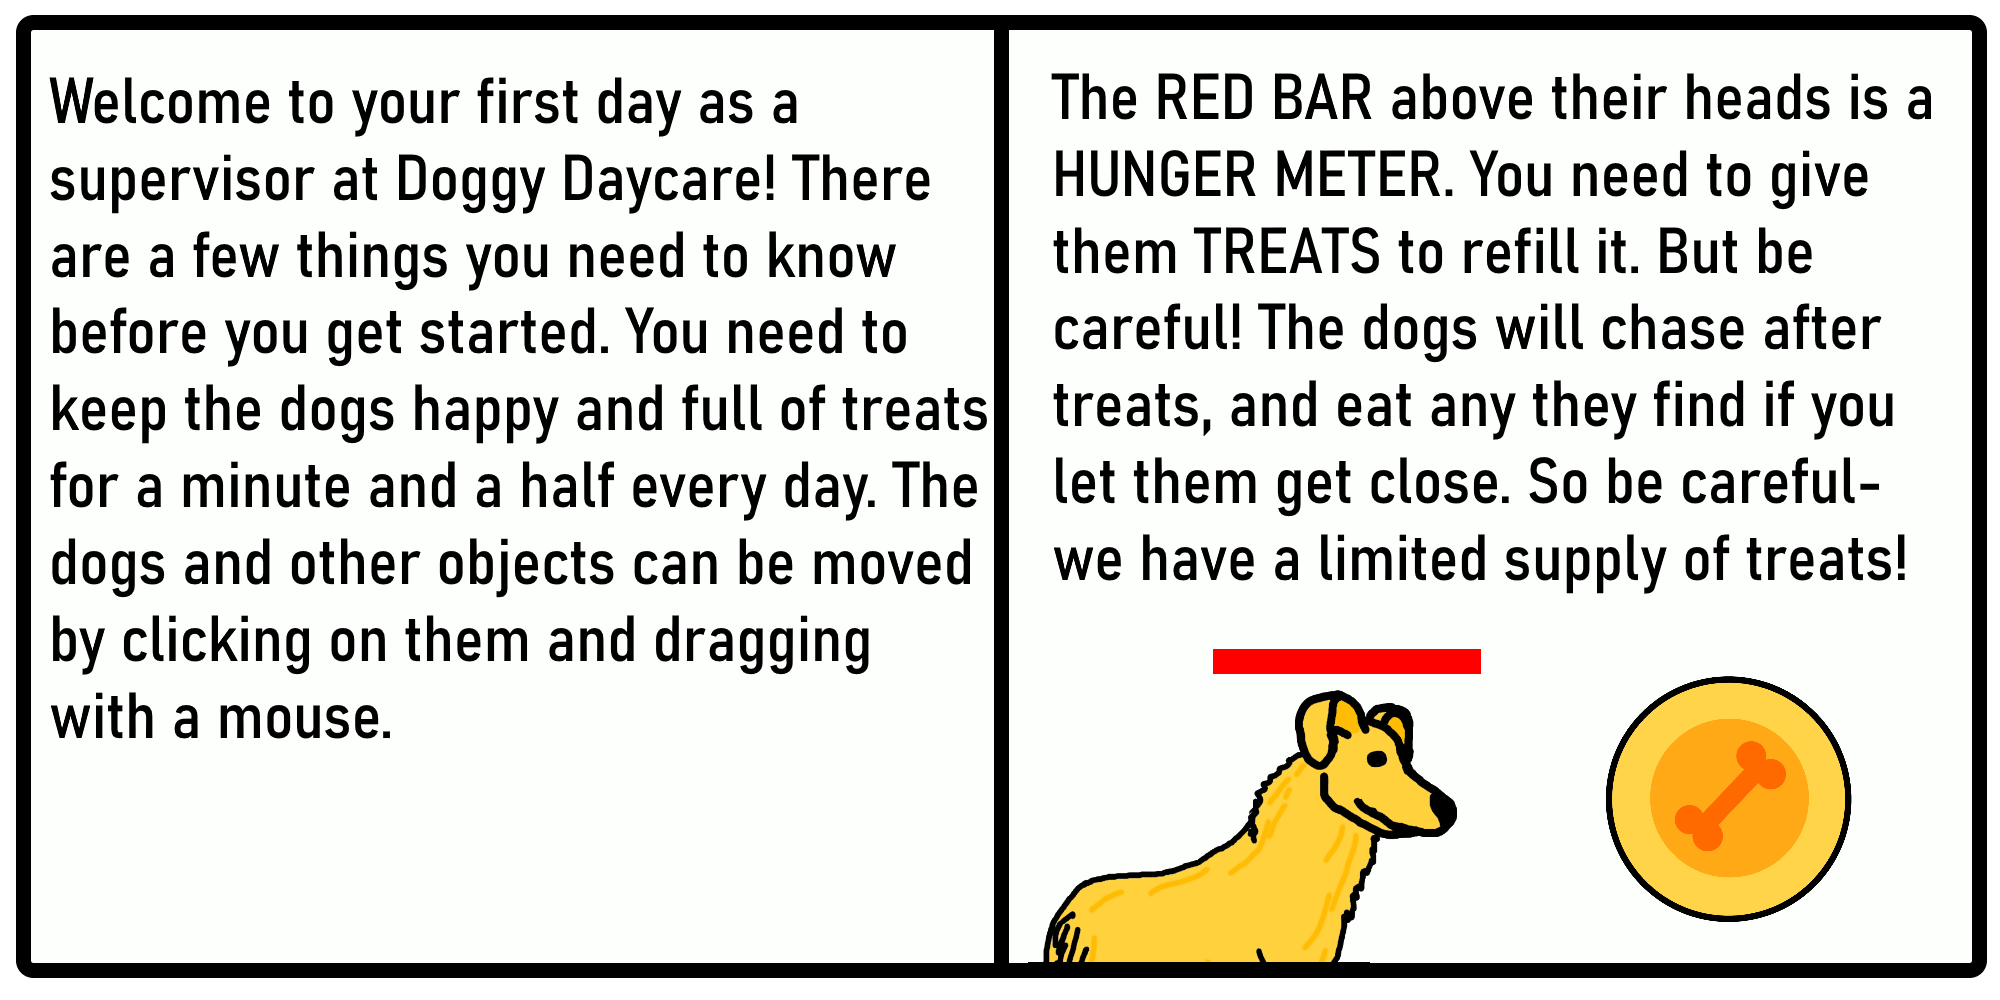 Welcome to your first day as a
supervisor at Doggy Daycare! There
are a few things you need to know
before you get started. You need to
keep the dogs happy and full of treats
for a minute and a half every day. The
dogs and other objects can be moved
by clicking on them and dragging
with a mouse.
The RED BAR above their heads is a
HUNGER METER. You need to give
them TREATS to refill it. But be
careful! The dogs will chase after
treats, and eat any they find if you
let them get close. So be careful-
we have a limited supply of treats!